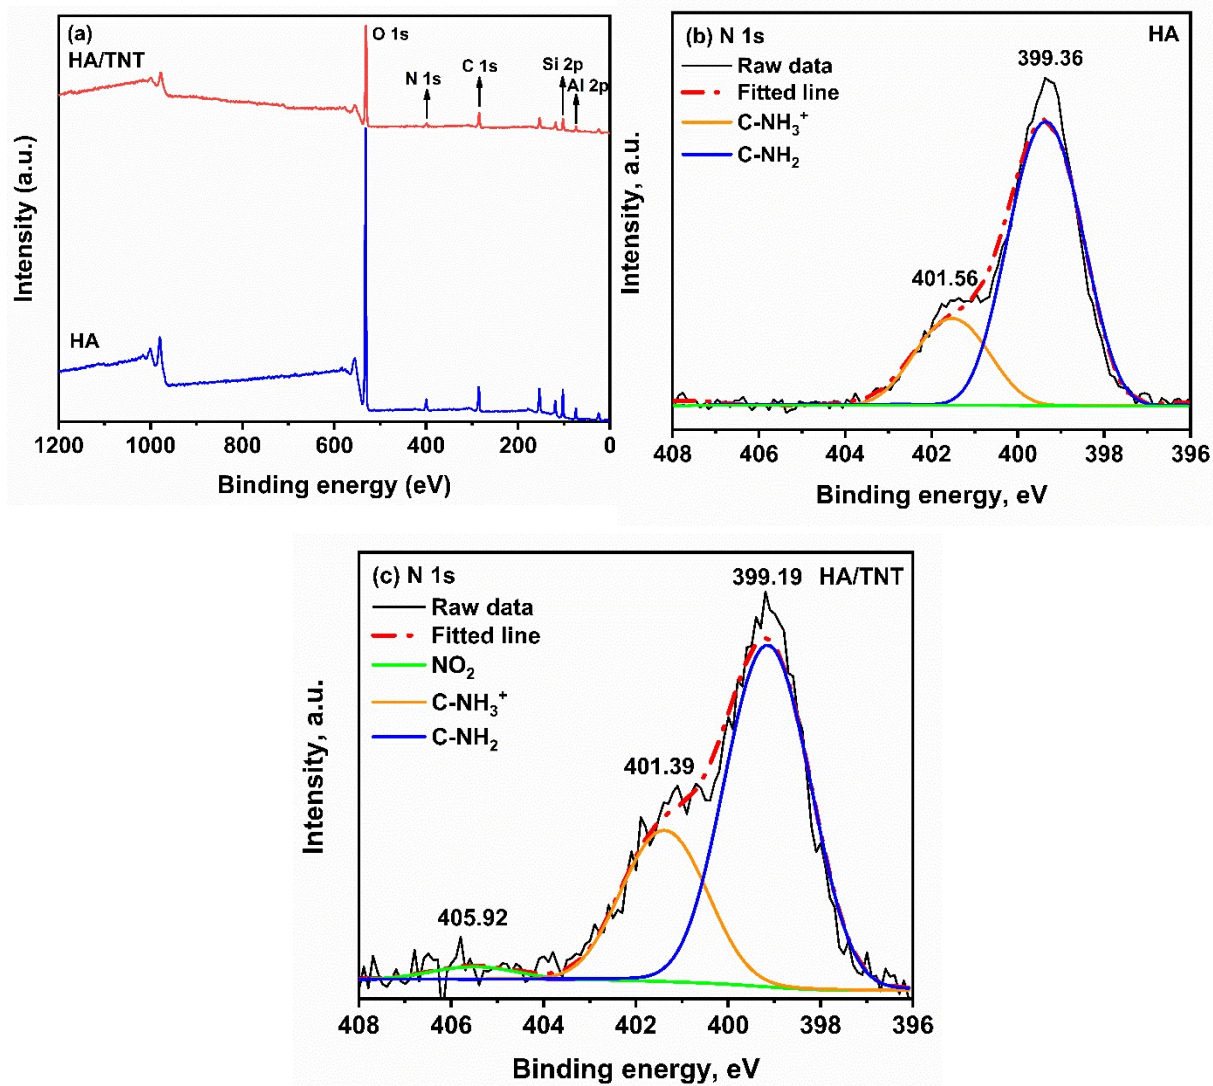 (a)
HA/TNT
O 1s
N 1s
C 1s
Si 2p
Al 2p
HA
Intensity (a.u.)
1200 1000 800 600 400 200 0
Binding energy (eV)
(b) N 1s
HA
Raw data
Fitted line
C-NH₃⁺
C-NH₂
399.36
401.56
Intensity, a.u.
408 406 404 402 400 398 396
Binding energy, eV
(c) N 1s
HA/TNT
Raw data
Fitted line
NO₂
C-NH₃⁺
C-NH₂
399.19
401.39
405.92
Intensity, a.u.
408 406 404 402 400 398 396
Binding energy, eV